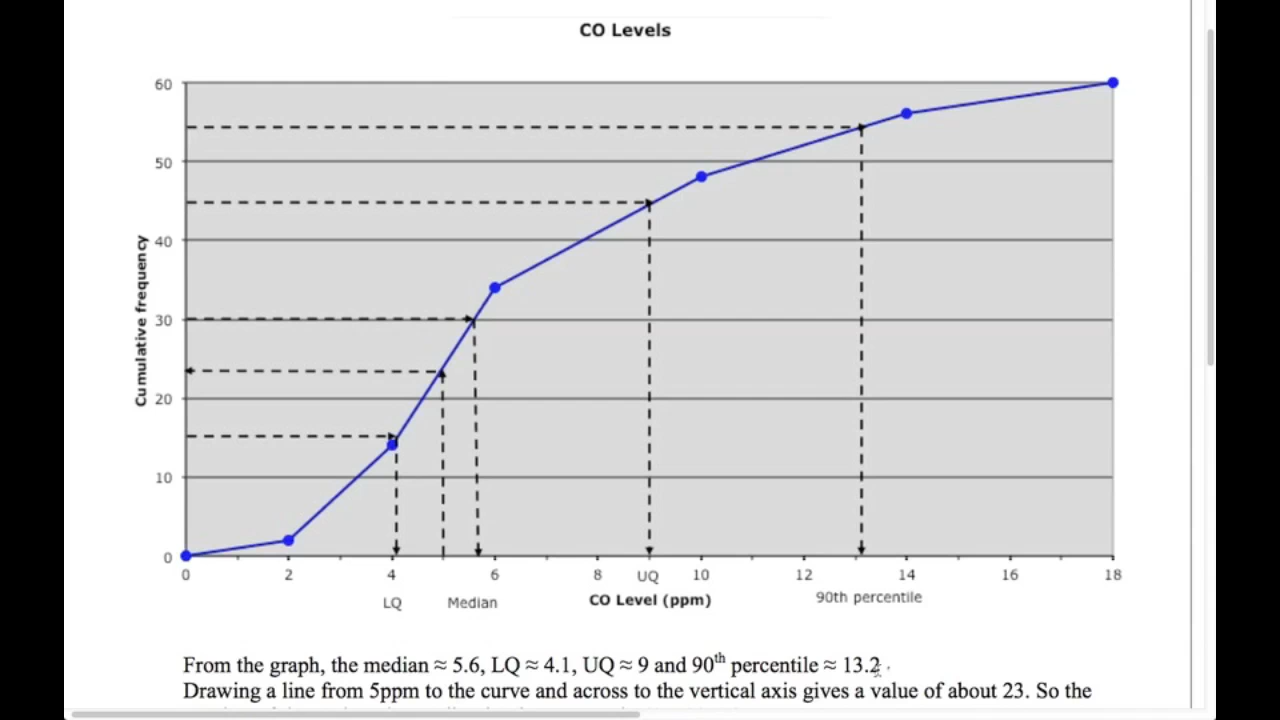 CO Levels
60
50
40
30
20
10
0
Cumulative frequency
0 2 4 6 8 UQ 10 12 14 16 18
LQ Median CO Level (ppm) 90th percentile
From the graph, the median ≈ 5.6, LQ ≈ 4.1, UQ ≈ 9 and 90th percentile ≈ 13.2
Drawing a line from 5ppm to the curve and across to the vertical axis gives a value of about 23. So the